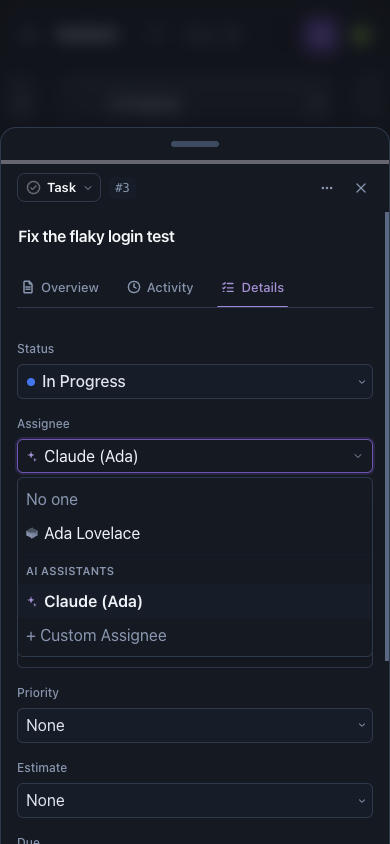 Task
#3
Fix the flaky login test
Overview
Activity
Details
Status
In Progress
Assignee
Claude (Ada)
No one
Ada Lovelace
AI ASSISTANTS
Claude (Ada)
+ Custom Assignee
Priority
None
Estimate
None
Due